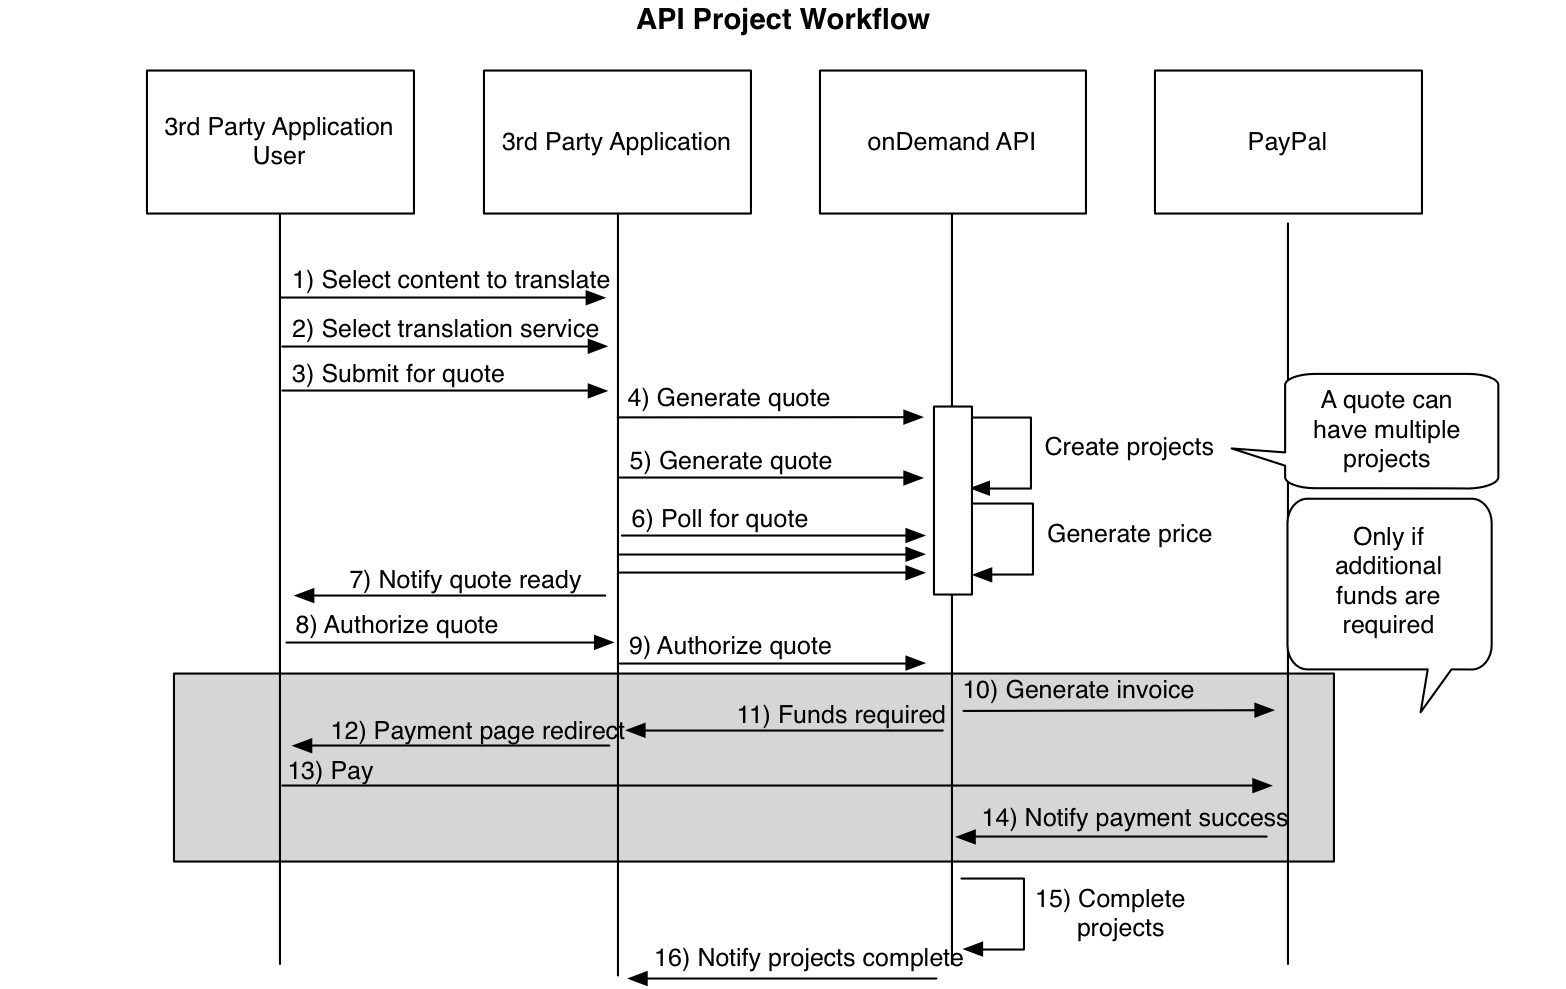 API Project Workflow
3rd Party Application
User
3rd Party Application
onDemand API
PayPal
1) Select content to translate
2) Select translation service
3) Submit for quote
4) Generate quote
A quote can
have multiple
projects
Create projects
5) Generate quote
6) Poll for quote
Generate price
Only if
additional
funds are
required
7) Notify quote ready
8) Authorize quote
9) Authorize quote
10) Generate invoice
11) Funds required
12) Payment page redirect
13) Pay
14) Notify payment success
15) Complete
projects
16) Notify projects complete